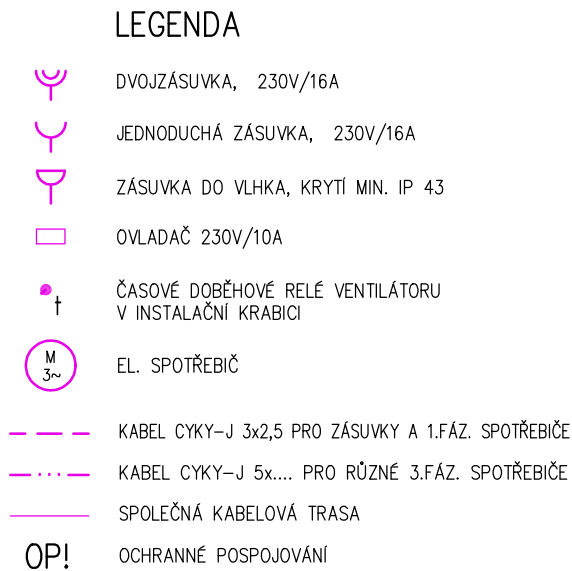 LEGENDA
DVOJZÁSUVKA, 230V/16A
JEDNODUCHÁ ZÁSUVKA, 230V/16A
ZÁSUVKA DO VLHKA, KRYTÍ MIN. IP 43
OVLADAČ 230V/10A
t ČASOVÉ DOBĚHOVÉ RELÉ VENTILÁTORU
V INSTALAČNÍ KRABICI
M
3~
EL. SPOTŘEBIČ
KABEL CYKY-J 3x2,5 PRO ZÁSUVKY A 1.FÁZ. SPOTŘEBIČE
KABEL CYKY-J 5x.... PRO RŮZNÉ 3.FÁZ. SPOTŘEBIČE
SPOLEČNÁ KABELOVÁ TRASA
OP! OCHRANNÉ POSPOJOVÁNÍ